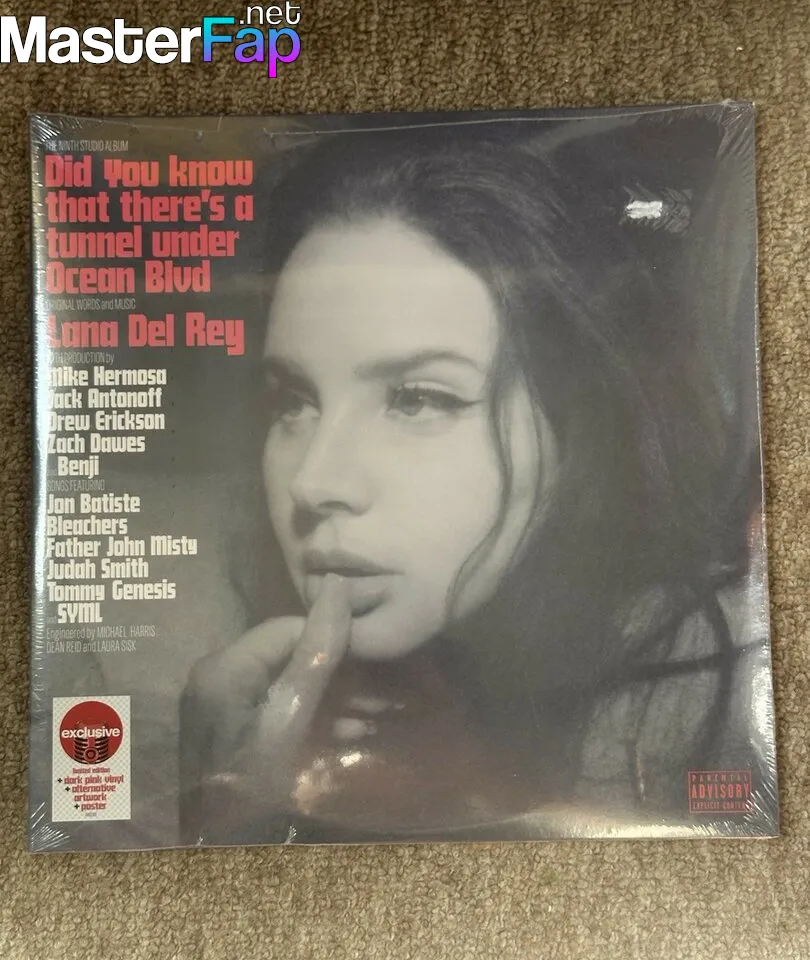 MasterFap
.net
THE NINTH STUDIO ALBUM
Did you know
that there's a
tunnel under
Ocean Blvd
ORIGINAL WORDS and MUSIC
Lana Del Rey
WITH PRODUCTION by
Mike Hermosa
Jack Antonoff
Drew Erickson
Zach Dawes
and Benji
SONGS FEATURING
Jon Batiste
Bleachers
Father John Misty
Judah Smith
Tommy Genesis
and SYML
Engineered by MICHAEL HARRIS
DEAN REID and LAURA SISK
exclusive
limited edition
+ dark pink vinyl
+ alternative
artwork
+ poster
PARENTAL
ADVISORY
EXPLICIT CONTENT